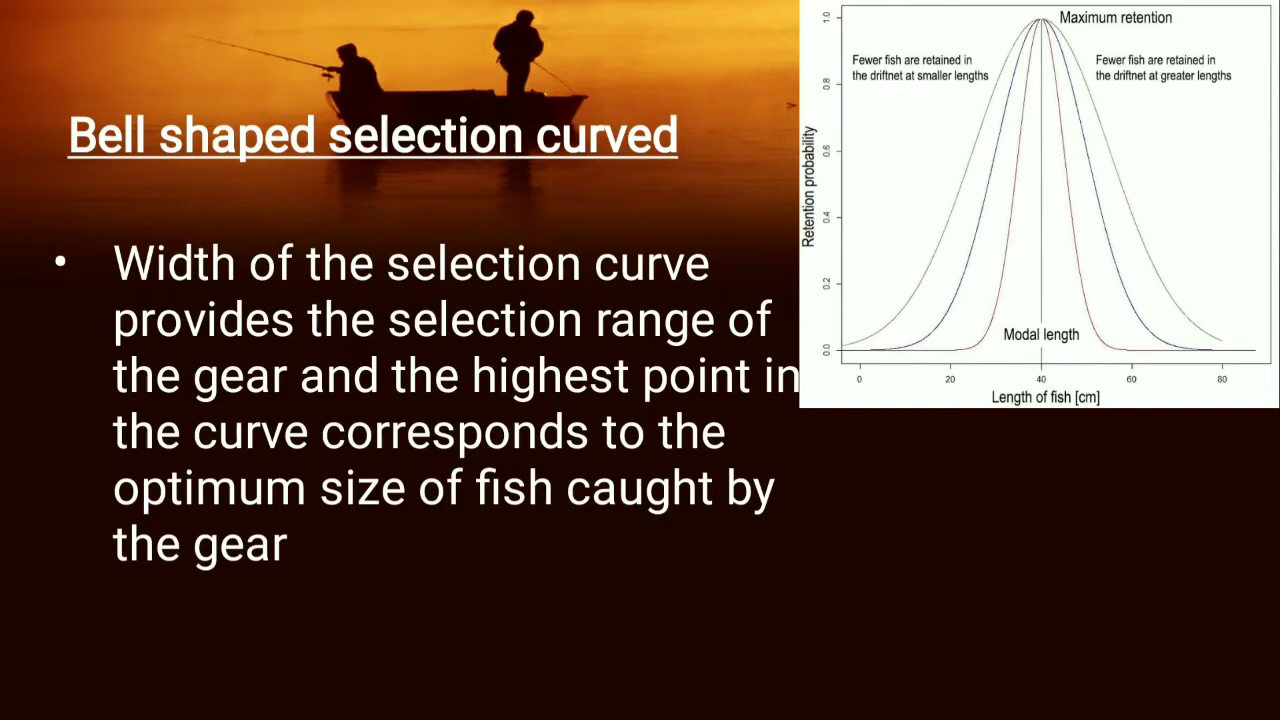 Bell shaped selection curved
• Width of the selection curve
provides the selection range of
the gear and the highest point in
the curve corresponds to the
optimum size of fish caught by
the gear
Maximum retention
Fewer fish are retained in
the driftnet at smaller lengths
Fewer fish are retained in
the driftnet at greater lengths
Retention probability
1.0
0.8
0.6
0.4
0.2
0.0
Modal length
0 20 40 60 80
Length of fish [cm]